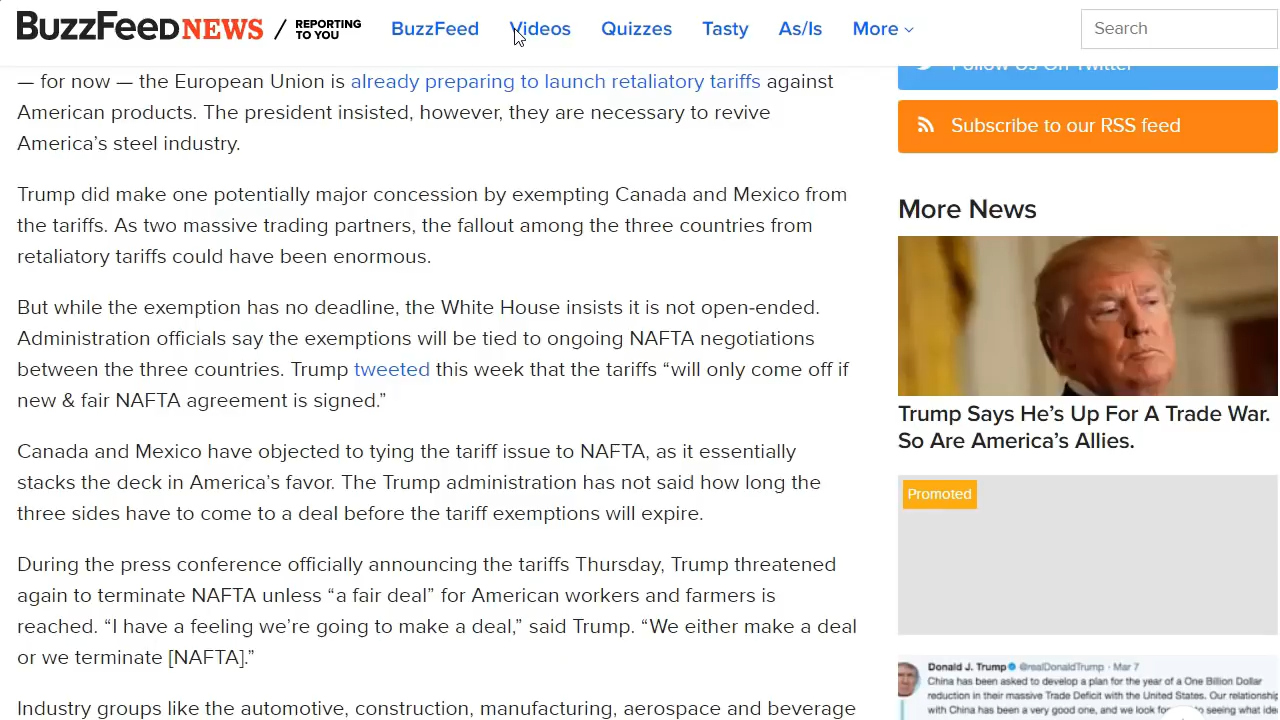 BuzzFeed NEWS / REPORTING TO YOU
BuzzFeed Videos Quizzes Tasty As/Is More
Search
— for now — the European Union is already preparing to launch retaliatory tariffs against
American products. The president insisted, however, they are necessary to revive
America's steel industry.
Trump did make one potentially major concession by exempting Canada and Mexico from
the tariffs. As two massive trading partners, the fallout among the three countries from
retaliatory tariffs could have been enormous.
But while the exemption has no deadline, the White House insists it is not open-ended.
Administration officials say the exemptions will be tied to ongoing NAFTA negotiations
between the three countries. Trump tweeted this week that the tariffs “will only come off if
new & fair NAFTA agreement is signed.”
Canada and Mexico have objected to tying the tariff issue to NAFTA, as it essentially
stacks the deck in America's favor. The Trump administration has not said how long the
three sides have to come to a deal before the tariff exemptions will expire.
During the press conference officially announcing the tariffs Thursday, Trump threatened
again to terminate NAFTA unless “a fair deal” for American workers and farmers is
reached. “I have a feeling we're going to make a deal,” said Trump. “We either make a deal
or we terminate [NAFTA].”
Industry groups like the automotive, construction, manufacturing, aerospace and beverage
Follow Us On Twitter
Subscribe to our RSS feed
More News
Trump Says He's Up For A Trade War.
So Are America's Allies.
Promoted
Donald J. Trump @realDonaldTrump · Mar 7
China has been asked to develop a plan for the year of a One Billion Dollar
reduction in their massive Trade Deficit with the United States. Our relationship
with China has been a very good one, and we look to seeing what